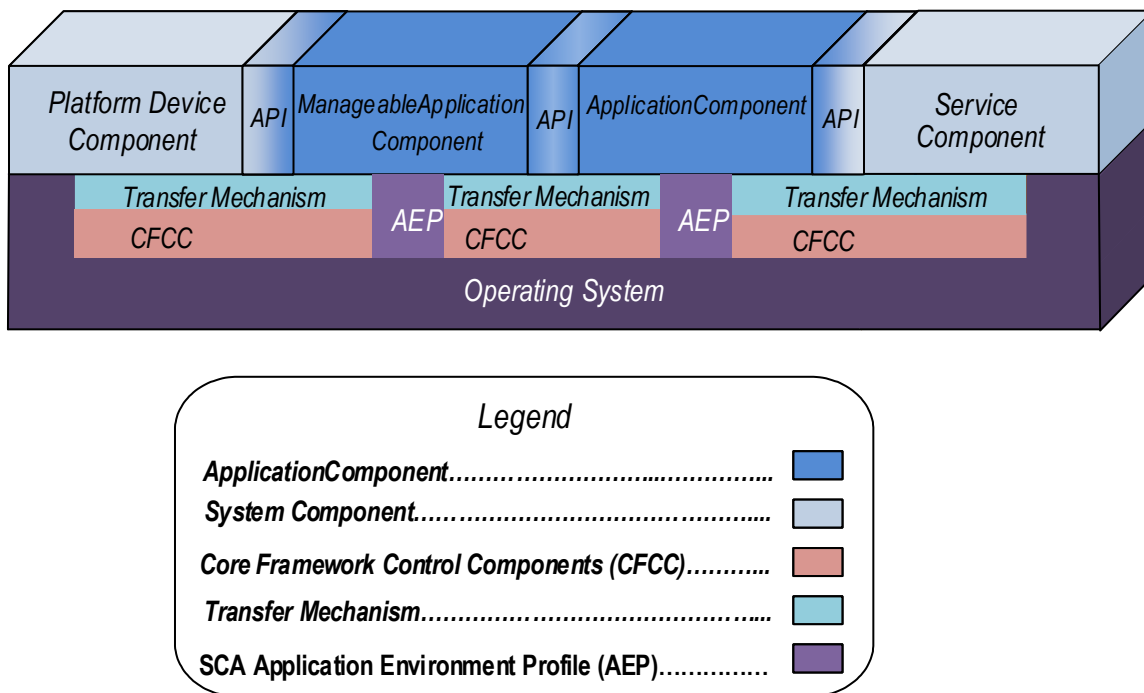 Platform Device
Component
API
ManageableApplication
Component
API
ApplicationComponent
API
Service
Component
Transfer Mechanism
CFCC
AEP
Transfer Mechanism
CFCC
AEP
Transfer Mechanism
CFCC
Operating System
Legend
ApplicationComponent……………………...…………...
System Component……………………………………....
Core Framework Control Components (CFCC)………...
Transfer Mechanism……………………………………...
SCA Application Environment Profile (AEP)……………